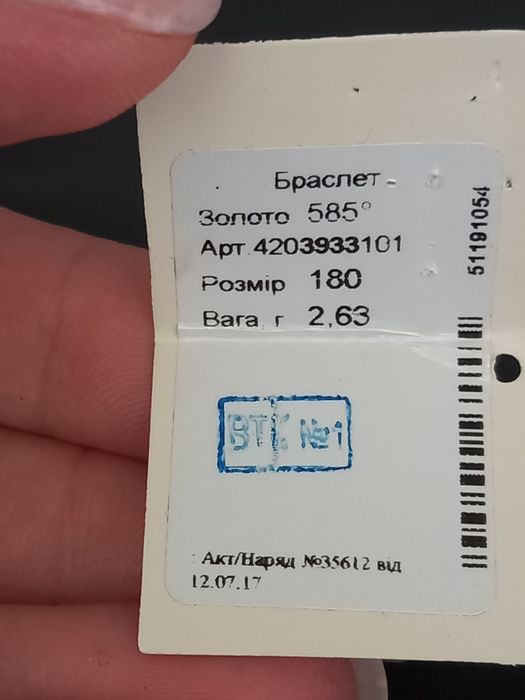 Браслет
Золото 585°
Арт.4203933101
Розмір 180
Вага, г 2,63
51191054
ВТК №1
Акт/Наряд №35612 від
12.07.17